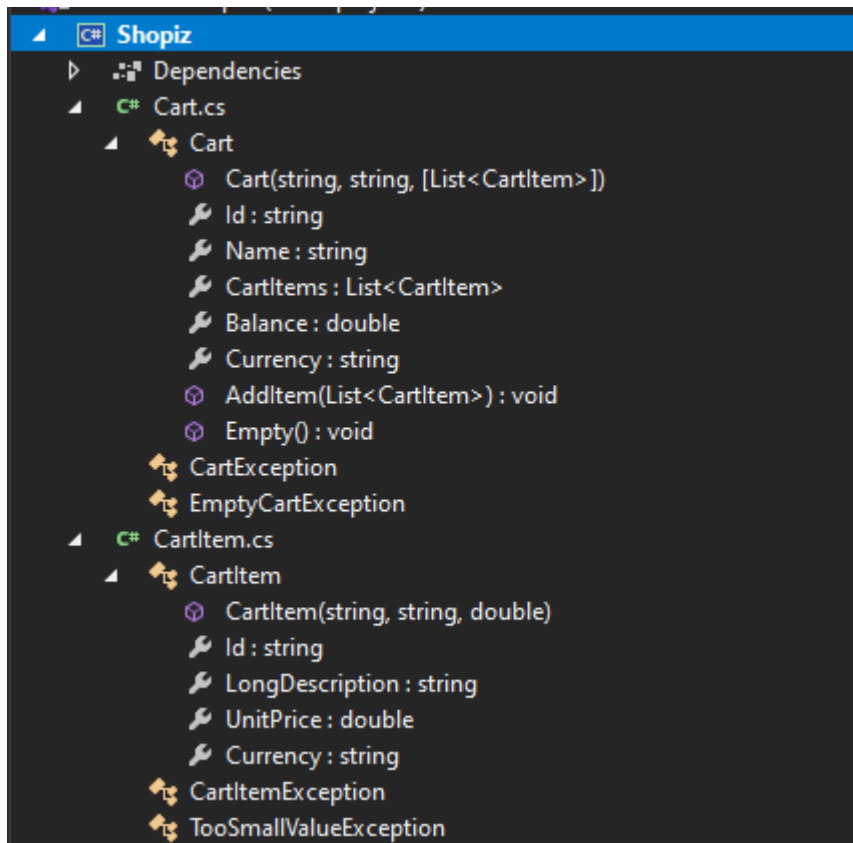 C# Shopiz
Dependencies
C# Cart.cs
Cart
Cart(string, string, [List<CartItem>])
Id : string
Name : string
CartItems : List<CartItem>
Balance : double
Currency : string
AddItem(List<CartItem>) : void
Empty() : void
CartException
EmptyCartException
C# CartItem.cs
CartItem
CartItem(string, string, double)
Id : string
LongDescription : string
UnitPrice : double
Currency : string
CartItemException
TooSmallValueException